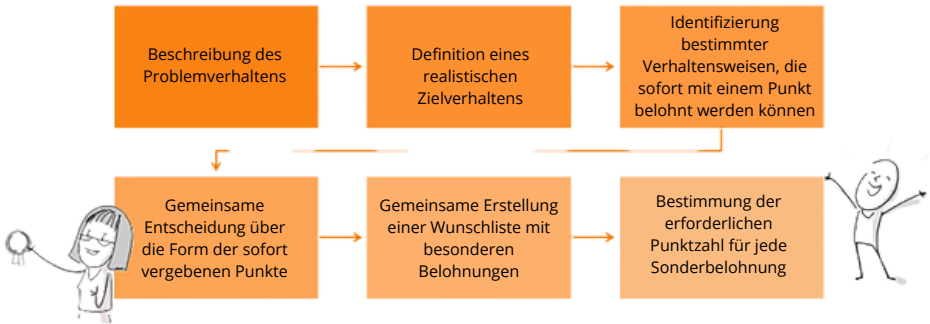 Beschreibung des
Problemverhaltens
Definition eines
realistischen
Zielverhaltens
Identifizierung
bestimmter
Verhaltensweisen, die
sofort mit einem Punkt
belohnt werden können
Gemeinsame
Entscheidung über
die Form der sofort
vergebenen Punkte
Gemeinsame Erstellung
einer Wunschliste mit
besonderen
Belohnungen
Bestimmung der
erforderlichen
Punktzahl für jede
Sonderbelohnung